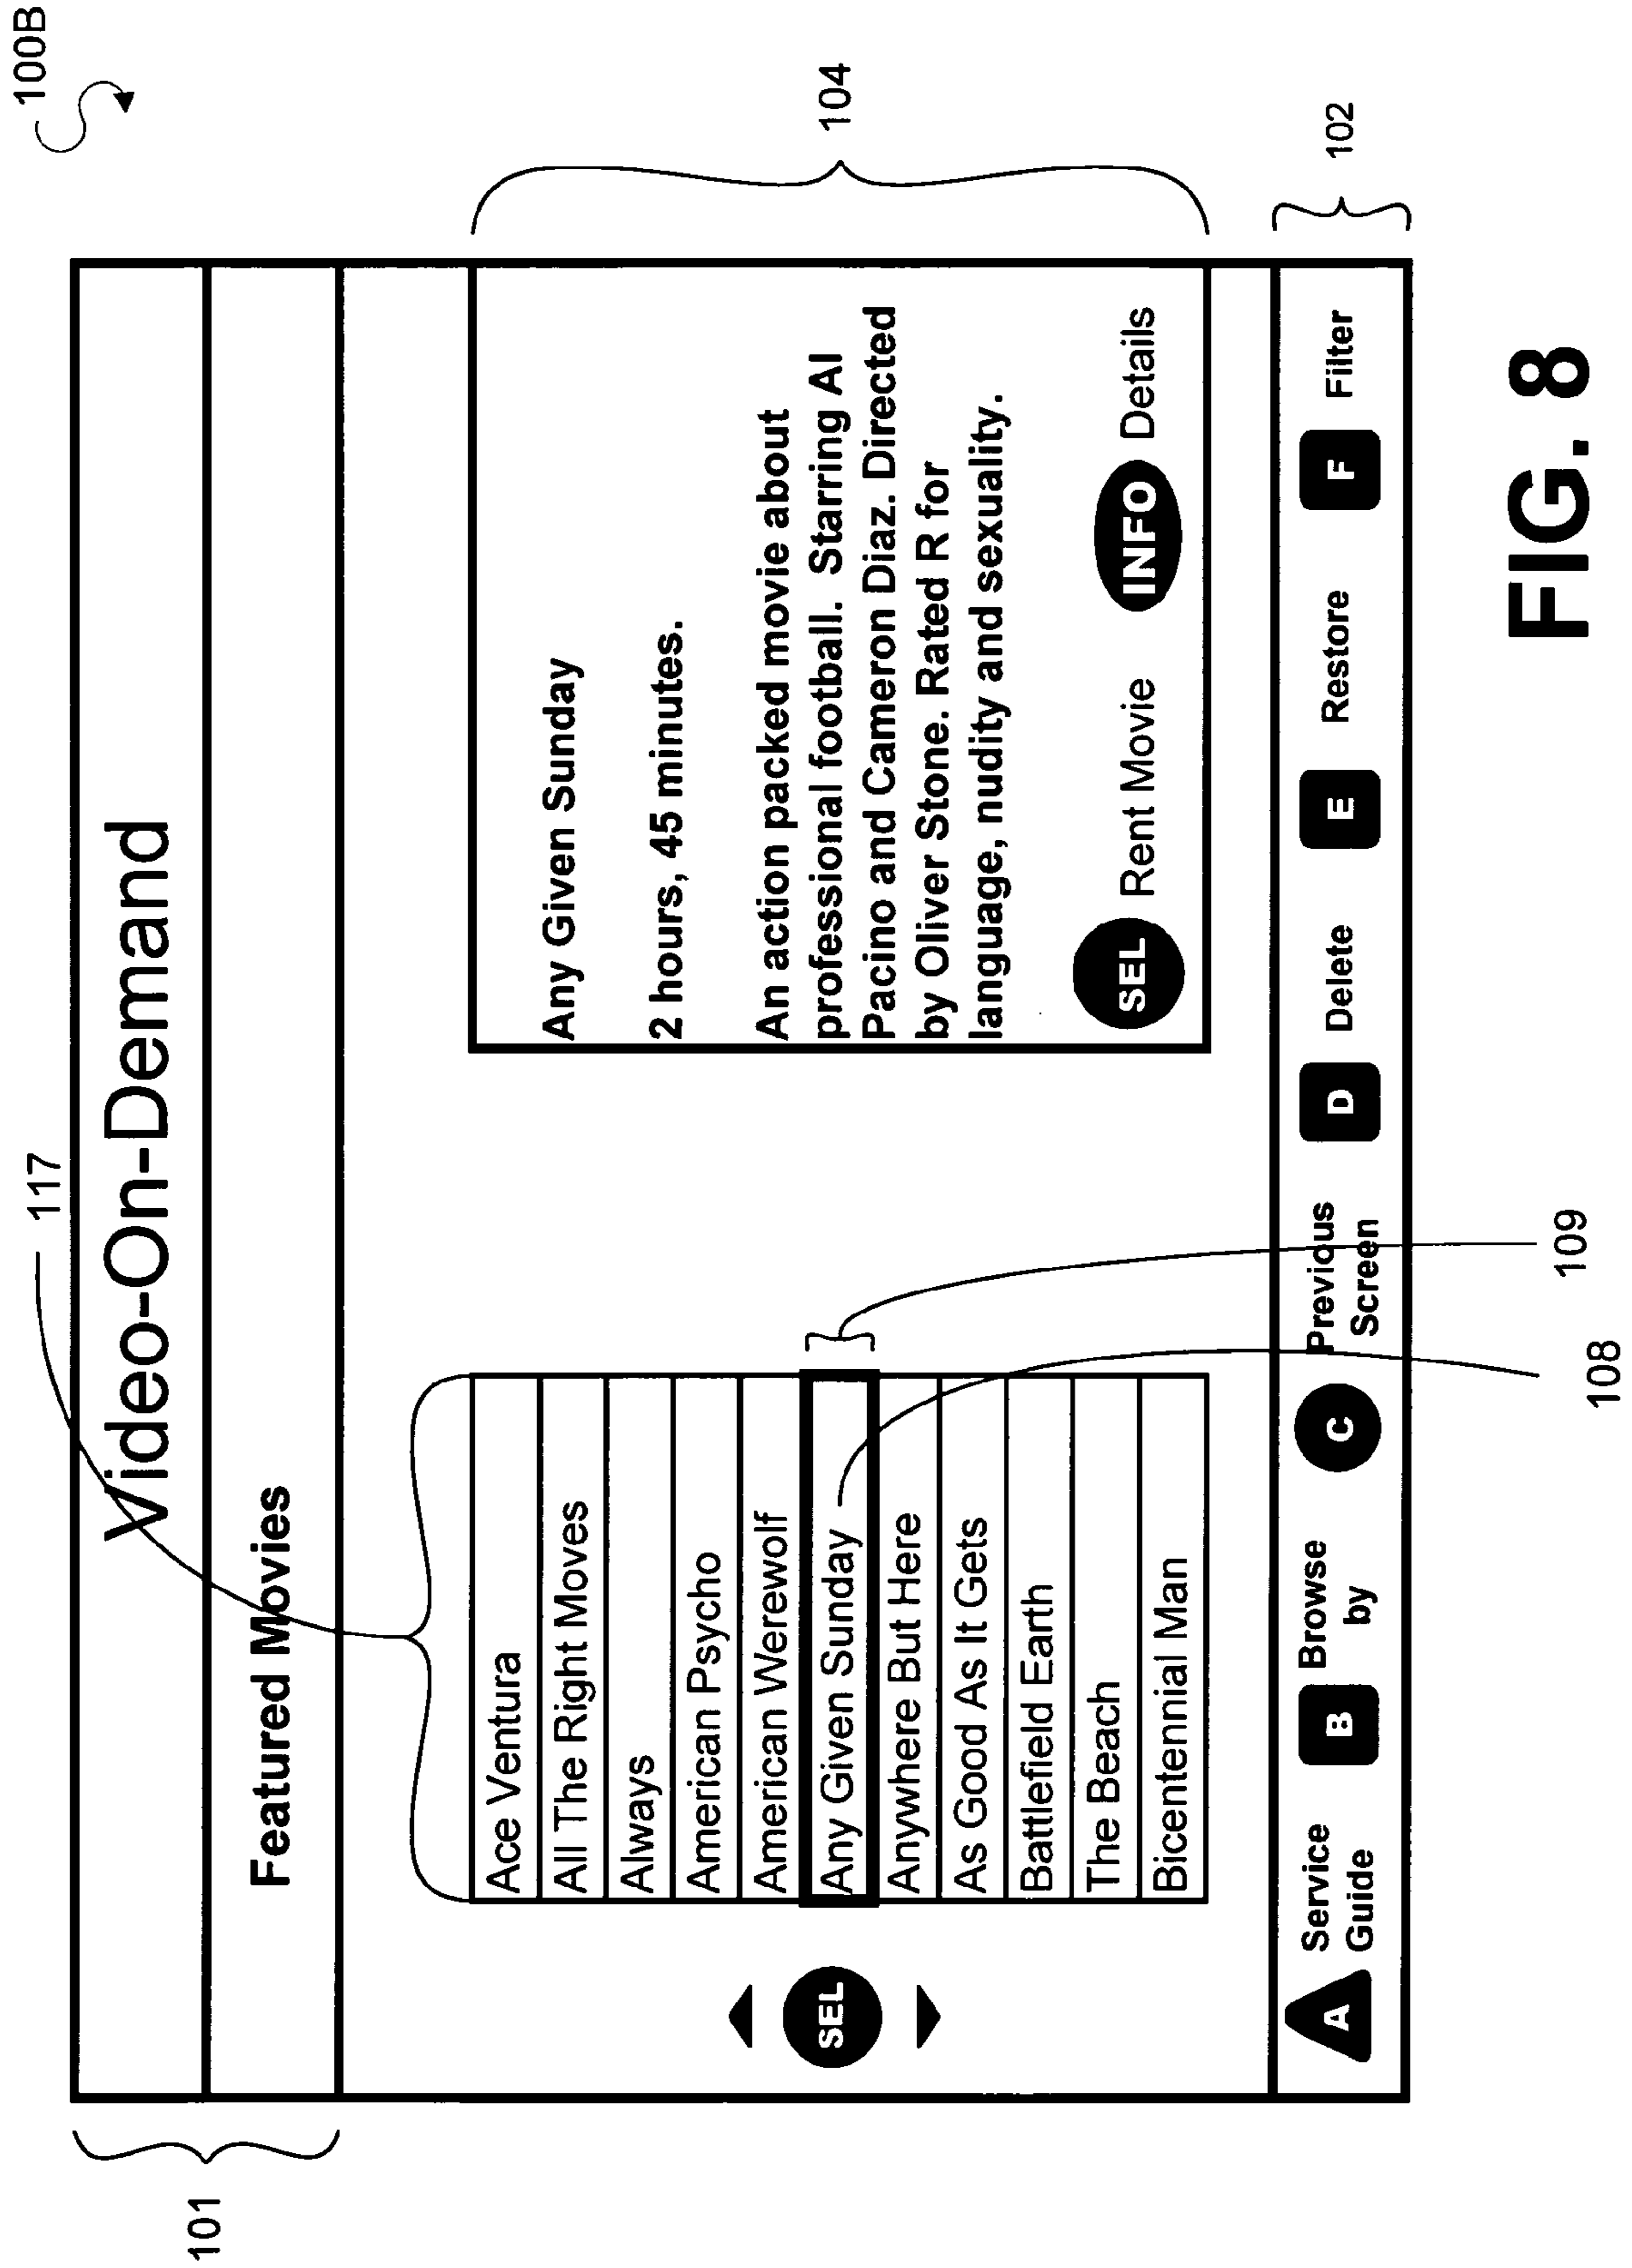 100B
117
Video-On-Demand
101
Featured Movies
Ace Ventura
All The Right Moves
Always
American Psycho
American Werewolf
Any Given Sunday
Anywhere But Here
As Good As It Gets
Battlefield Earth
The Beach
Bicentennial Man
SEL
Any Given Sunday
2 hours, 45 minutes.
An action packed movie about
professional football. Starring Al
Pacino and Cameron Diaz. Directed
by Oliver Stone. Rated R for
language, nudity and sexuality.
SEL Rent Movie INFO Details
104
A Service
Guide
B Browse
by
C Previous
Screen
D Delete
E Restore
F Filter
102
109
108
FIG. 8